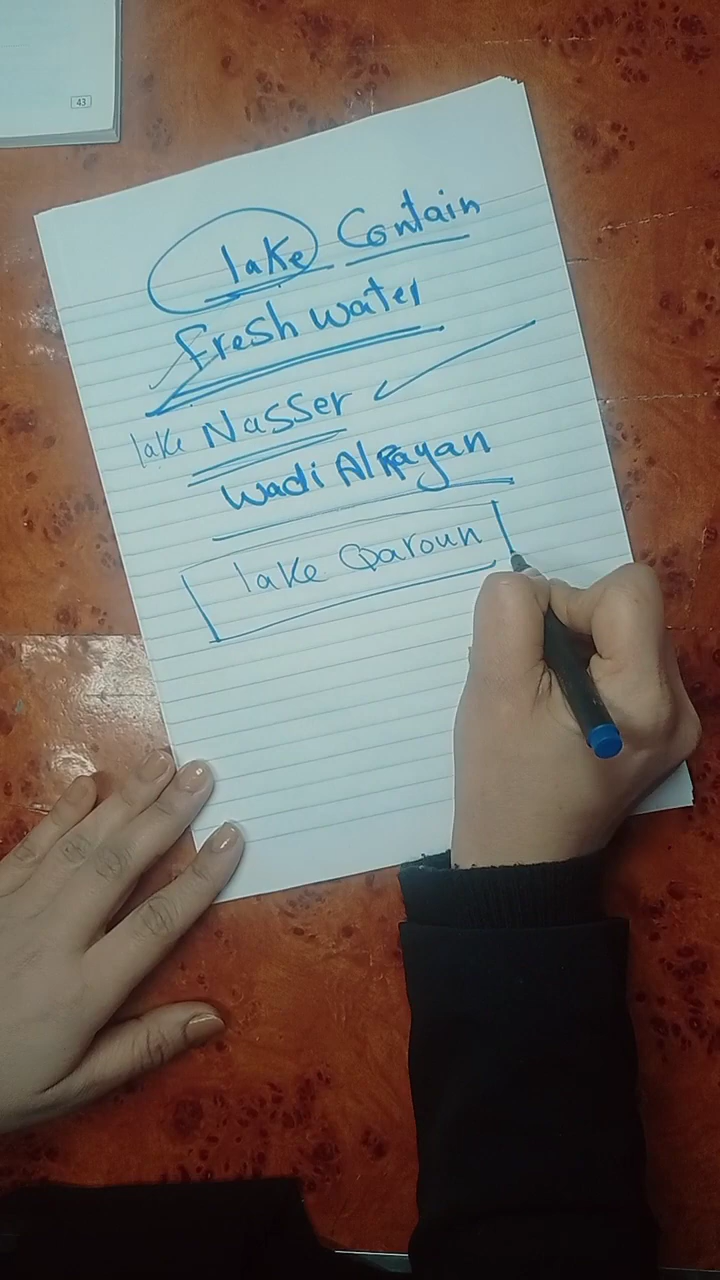 43
lake Contain
fresh water
lake Nasser
Wadi AlRayan
lake Qaroun